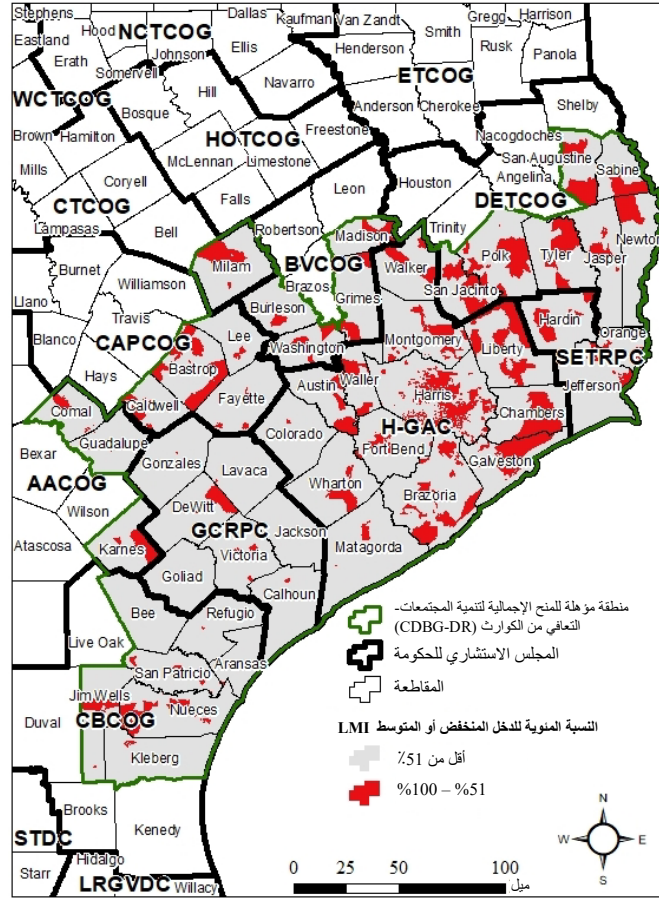 Stephens
Hood
NCTCOG
Dallas
Kaufman
Van Zandt
Gregg
Harrison
Eastland
Johnson
Ellis
Smith
Rusk
Henderson
Panola
Erath
Somervell
Navarro
ETCOG
WCTCOG
Bosque
Hill
Anderson
Cherokee
Shelby
Brown
Hamilton
HOTCOG
Freestone
Nacogdoches
McLennan
Limestone
San Augustine
Mills
Coryell
Leon
Houston
Angelina
Sabine
CTCOG
Falls
DETCOG
Lampasas
Bell
Robertson
Madison
Trinity
Newton
Burnet
Milam
BVCOG
Walker
Polk
Tyler
Jasper
Williamson
Brazos
San Jacinto
Llano
Burleson
Grimes
Travis
Lee
Hardin
Blanco
CAPCOG
Washington
Montgomery
Liberty
Orange
Hays
Bastrop
SETRPC
Austin
Waller
Jefferson
Comal
Caldwell
Fayette
Harris
Chambers
Guadalupe
Colorado
H-GAC
Bexar
Gonzales
Lavaca
Fort Bend
Galveston
AACOG
Wharton
Wilson
DeWitt
Brazoria
GCRPC
Jackson
Atascosa
Karnes
Victoria
Matagorda
Goliad
Calhoun
Bee
Refugio
Live Oak
Aransas
San Patricio
Jim Wells
Nueces
Duval
CBCOG
Kleberg
Brooks
STDC
Kenedy
Hidalgo
Starr
LRGVDC
Willacy
منطقة مؤهلة للمنح الإجمالية لتنمية المجتمعات-
التعافي من الكوارث (CDBG-DR)
المجلس الاستشاري للحكومة
المقاطعة
النسبة المئوية للدخل المنخفض أو المتوسط LMI
أقل من 51٪
%100 – %51
N
W
E
S
0 25 50 100
ميل